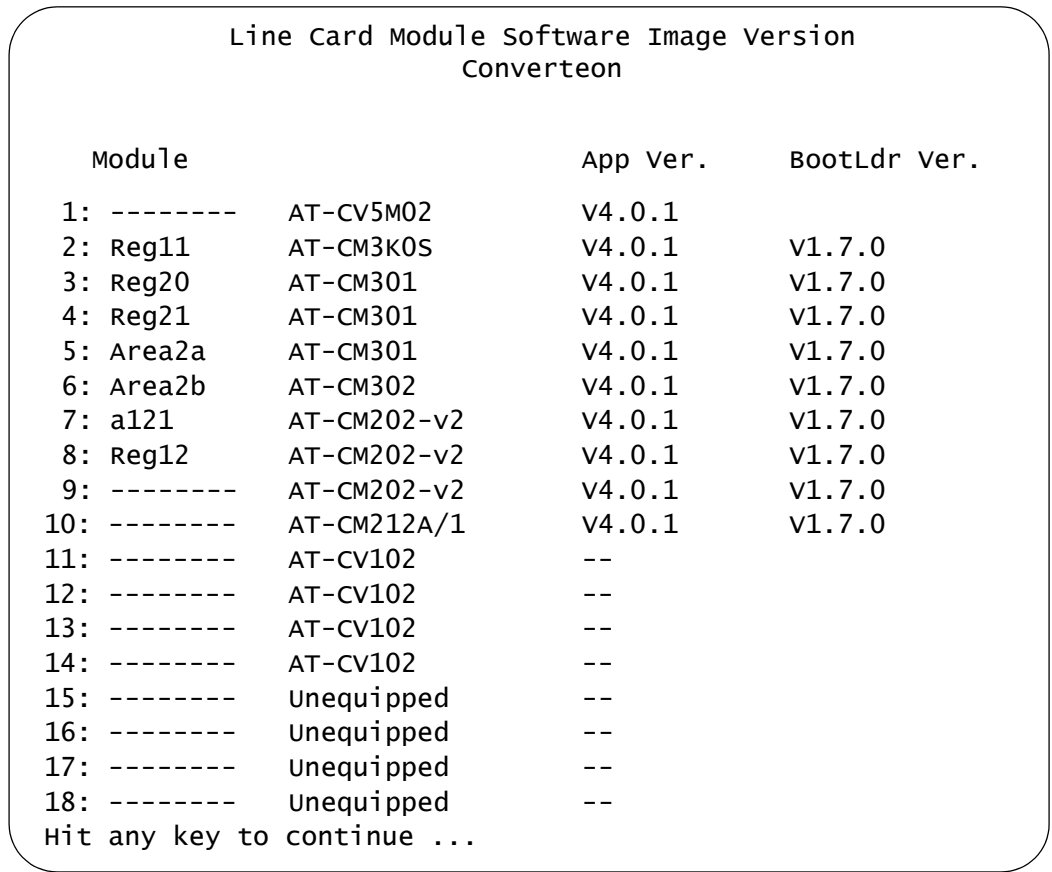 Line Card Module Software Image Version
Converteon
Module App Ver. BootLdr Ver.
1: -------- AT-CV5M02 V4.0.1
2: Reg11 AT-CM3K0S V4.0.1 V1.7.0
3: Reg20 AT-CM301 V4.0.1 V1.7.0
4: Reg21 AT-CM301 V4.0.1 V1.7.0
5: Area2a AT-CM301 V4.0.1 V1.7.0
6: Area2b AT-CM302 V4.0.1 V1.7.0
7: a121 AT-CM202-v2 V4.0.1 V1.7.0
8: Reg12 AT-CM202-v2 V4.0.1 V1.7.0
9: -------- AT-CM202-v2 V4.0.1 V1.7.0
10: -------- AT-CM212A/1 V4.0.1 V1.7.0
11: -------- AT-CV102 --
12: -------- AT-CV102 --
13: -------- AT-CV102 --
14: -------- AT-CV102 --
15: -------- Unequipped --
16: -------- Unequipped --
17: -------- Unequipped --
18: -------- Unequipped --
Hit any key to continue ...